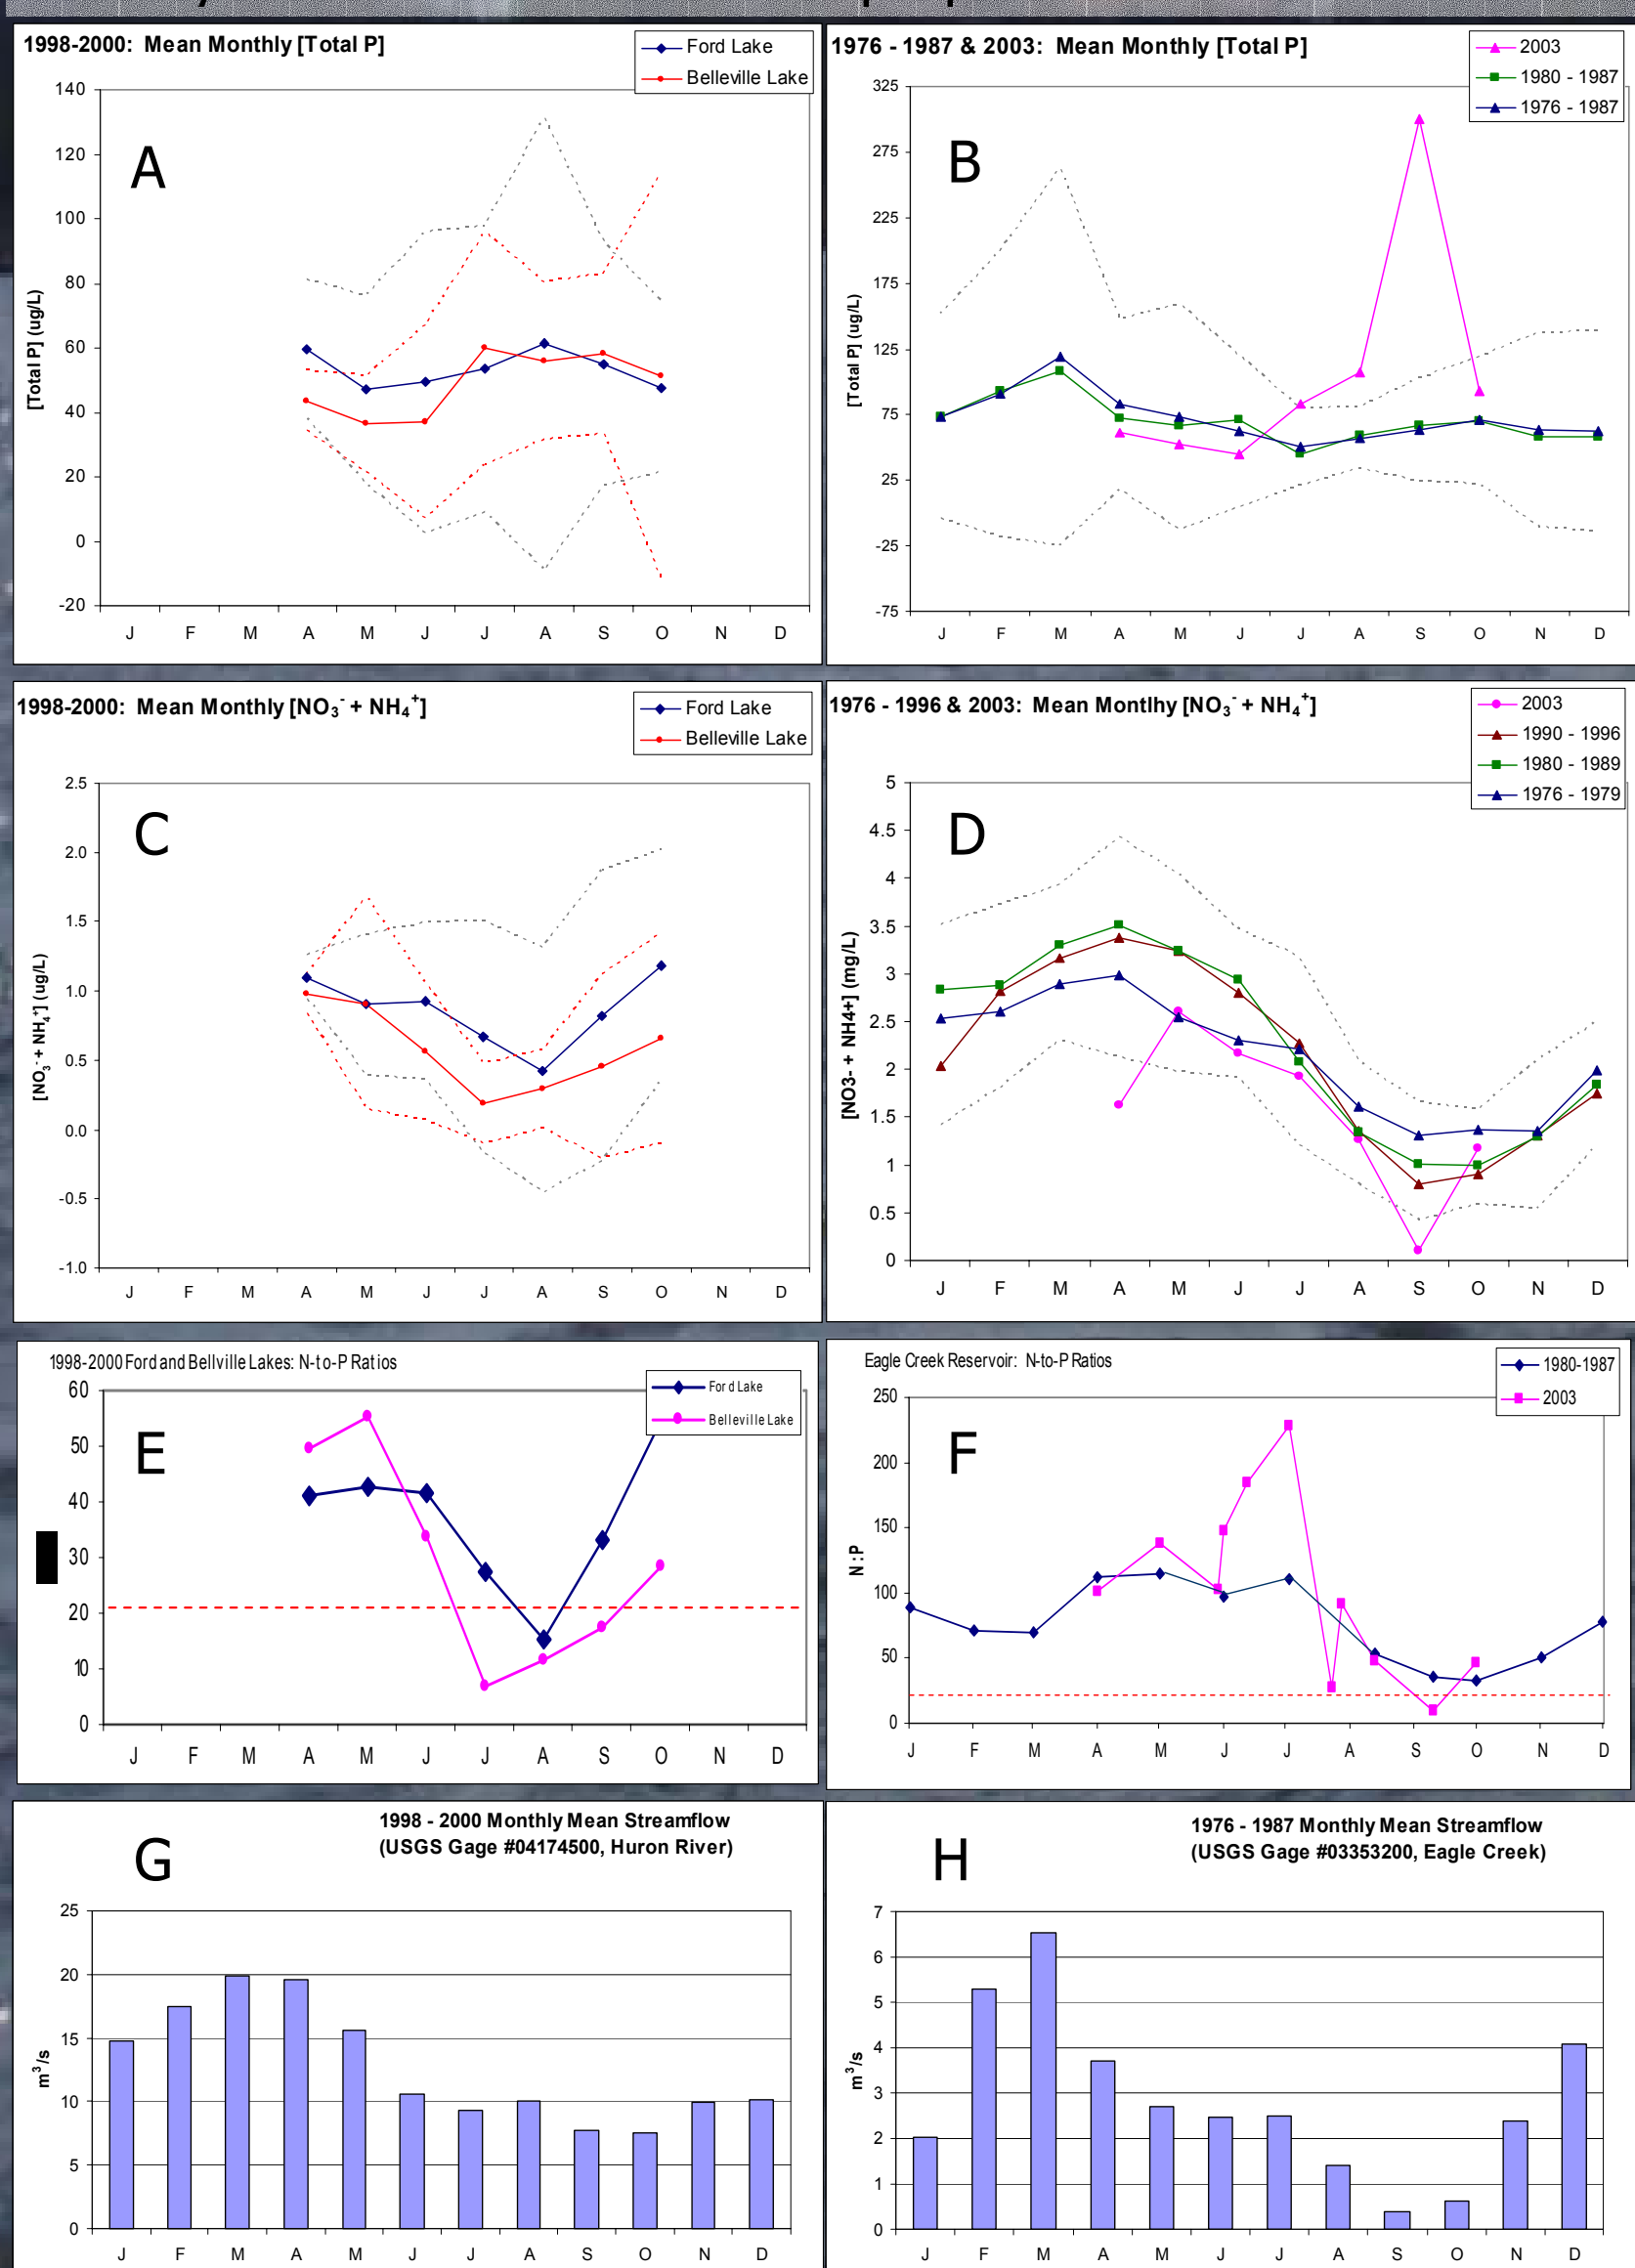 1998-2000: Mean Monthly [Total P]
Ford Lake
Belleville Lake
A
[Total P] (ug/L)
140
120
100
80
60
40
20
0
-20
J F M A M J J A S O N D
1976 - 1987 & 2003: Mean Monthly [Total P]
2003
1980 - 1987
1976 - 1987
B
[Total P] (ug/L)
325
275
225
175
125
75
25
-25
-75
J F M A M J J A S O N D
1998-2000: Mean Monthly [NO₃⁻ + NH₄⁺]
Ford Lake
Belleville Lake
C
[NO₃⁻ + NH₄⁺] (ug/L)
2.5
2.0
1.5
1.0
0.5
0.0
-0.5
-1.0
J F M A M J J A S O N D
1976 - 1996 & 2003: Mean Montlhy [NO₃⁻ + NH₄⁺]
2003
1990 - 1996
1980 - 1989
1976 - 1979
D
[NO3- + NH4+] (mg/L)
5
4.5
4
3.5
3
2.5
2
1.5
1
0.5
0
J F M A M J J A S O N D
1998-2000 Ford and Bellville Lakes: N-to-P Ratios
Ford Lake
Belleville Lake
E
60
50
40
30
20
10
0
J F M A M J J A S O N D
Eagle Creek Reservoir: N-to-P Ratios
1980-1987
2003
F
N:P
250
200
150
100
50
0
J F M A M J J A S O N D
1998 - 2000 Monthly Mean Streamflow
(USGS Gage #04174500, Huron River)
G
m³/s
25
20
15
10
5
0
J F M A M J J A S O N D
1976 - 1987 Monthly Mean Streamflow
(USGS Gage #03353200, Eagle Creek)
H
m³/s
7
6
5
4
3
2
1
0
J F M A M J J A S O N D